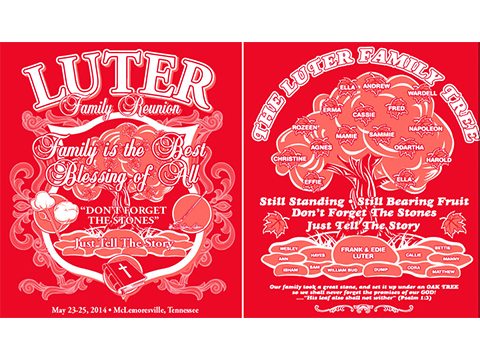 LUTER
Family Reunion
Family is the Best
Blessing of All
"DON'T FORGET
THE STONES"
Just Tell The Story
May 23-25, 2014 • McLemoresville, Tennessee
THE LUTER FAMILY TREE
ELLA ANDREW
WARDELL
ERMA
CASSIE
FRED
ROZEEN
MAMIE
SAMMIE
NAPOLEON
AGNES
ODARTHA
CHRISTINE
HAROLD
EFFIE
ELLA
Still Standing • Still Bearing Fruit
Don't Forget The Stones
Just Tell The Story
WESLEY
FRANK & EDIE
LUTER
BETTIE
ANN
HAYES
CALLIE
MANNY
ISHAM
SAM
WILLIAM BUG
DUMP
CORA
MATTHEW
Our family took a great stone, and set it up under an OAK TREE
so we shall never forget the promises of our GOD!
...."His leaf also shall not wither" (Psalm 1:3)